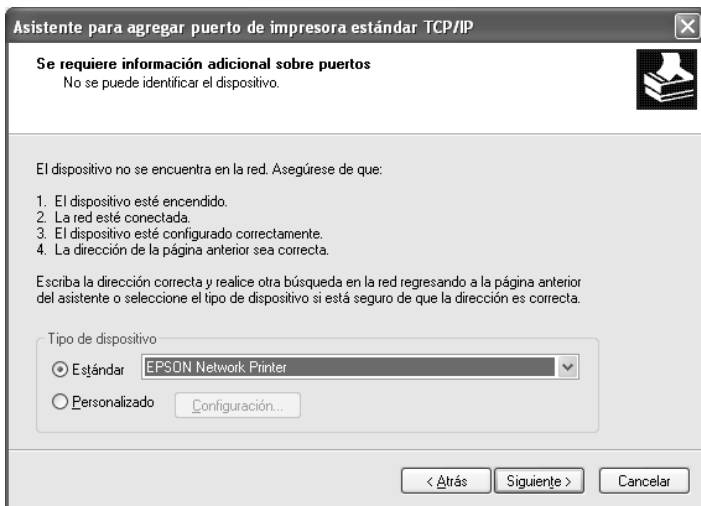 Asistente para agregar puerto de impresora estándar TCP/IP
Se requiere información adicional sobre puertos
No se puede identificar el dispositivo.
El dispositivo no se encuentra en la red. Asegúrese de que:
1. El dispositivo esté encendido.
2. La red esté conectada.
3. El dispositivo esté configurado correctamente.
4. La dirección de la página anterior sea correcta.
Escriba la dirección correcta y realice otra búsqueda en la red regresando a la página anterior
del asistente o seleccione el tipo de dispositivo si está seguro de que la dirección es correcta.
Tipo de dispositivo
Estándar EPSON Network Printer
Personalizado Configuración...
< Atrás Siguiente > Cancelar